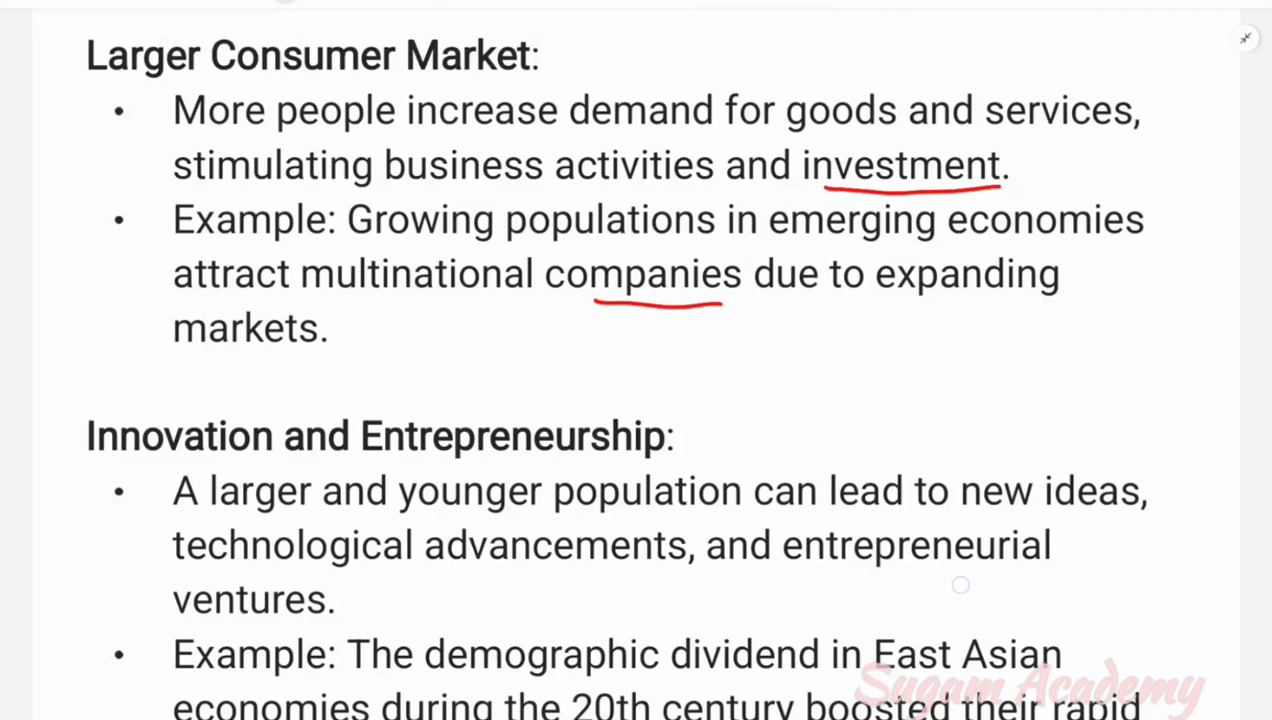 Larger Consumer Market:
• More people increase demand for goods and services,
stimulating business activities and investment.
• Example: Growing populations in emerging economies
attract multinational companies due to expanding
markets.
Innovation and Entrepreneurship:
• A larger and younger population can lead to new ideas,
technological advancements, and entrepreneurial
ventures.
• Example: The demographic dividend in East Asian
economies during the 20th century boosted their rapid
Sugam Academy